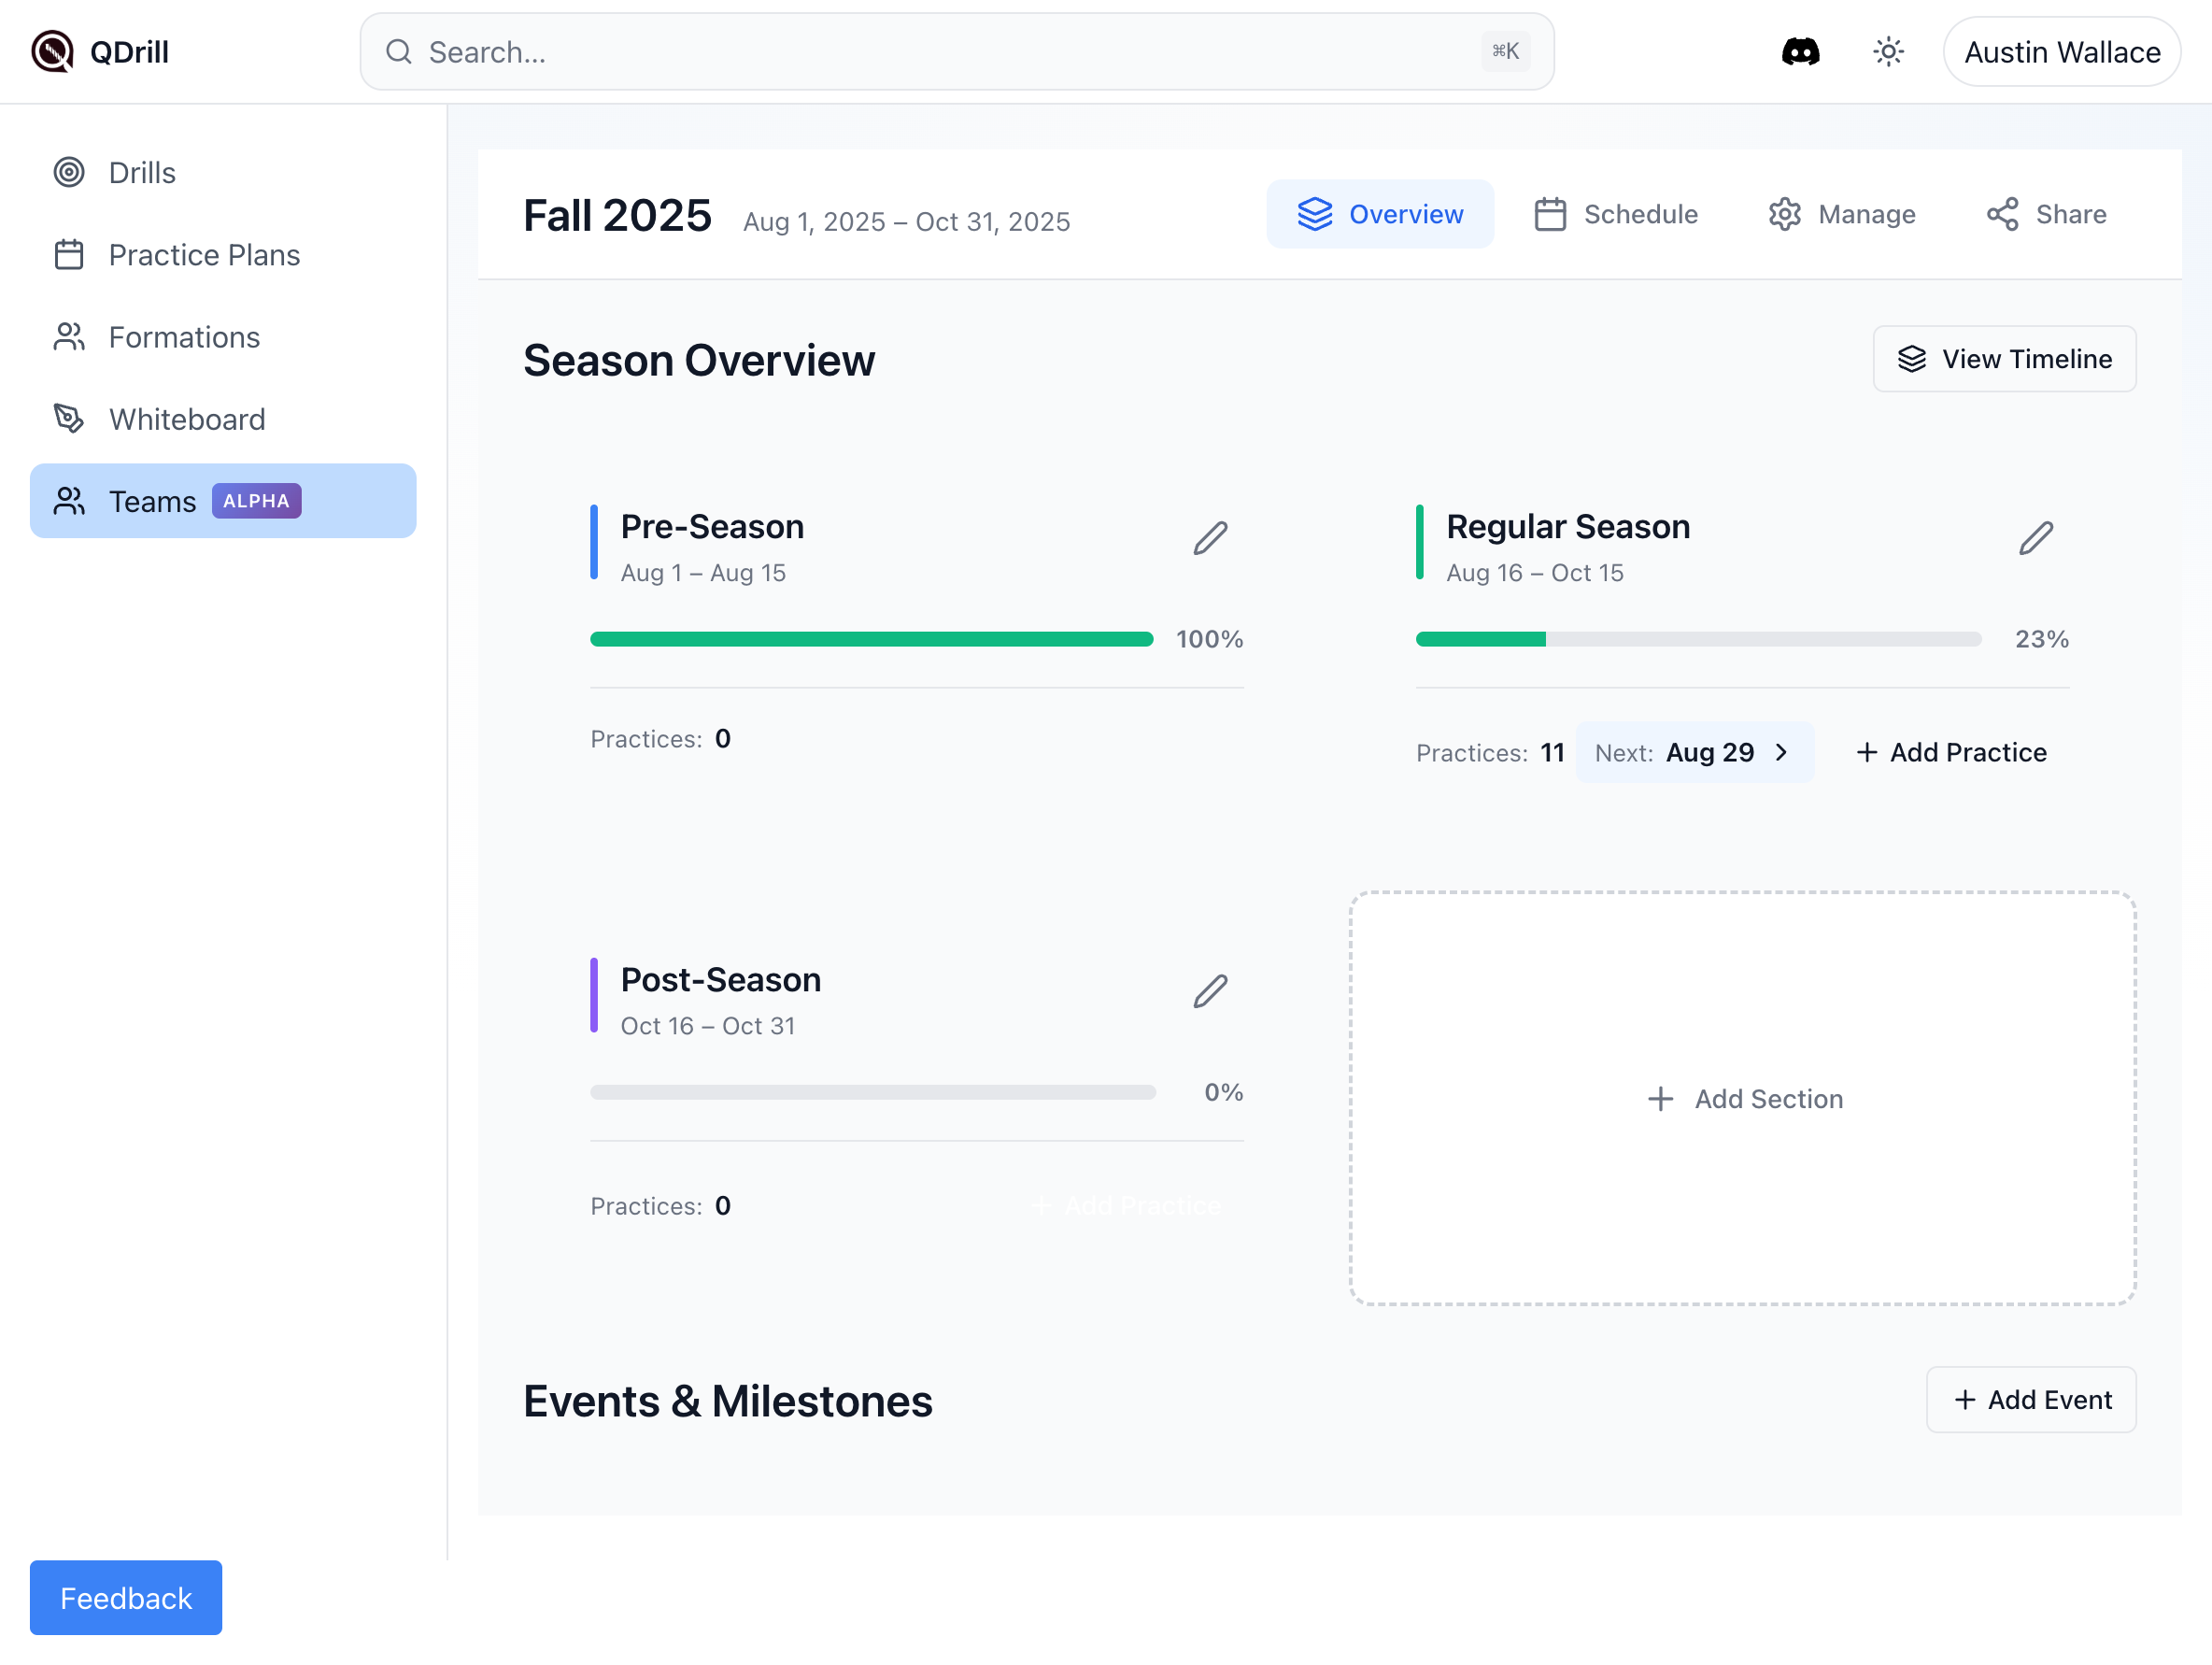 QDrill
Search...
⌘K
Austin Wallace
Drills
Practice Plans
Formations
Whiteboard
Teams ALPHA
Feedback
Fall 2025 Aug 1, 2025 – Oct 31, 2025
Overview
Schedule
Manage
Share
Season Overview
View Timeline
Pre-Season
Aug 1 – Aug 15
100%
Practices: 0
Regular Season
Aug 16 – Oct 15
23%
Practices: 11 Next: Aug 29
+ Add Practice
Post-Season
Oct 16 – Oct 31
0%
Practices: 0
+ Add Practice
+ Add Section
Events & Milestones
+ Add Event